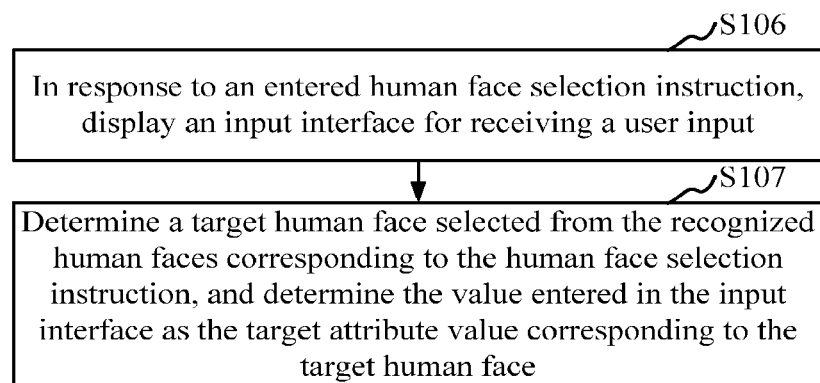 S106
In response to an entered human face selection instruction,
display an input interface for receiving a user input
S107
Determine a target human face selected from the recognized
human faces corresponding to the human face selection
instruction, and determine the value entered in the input
interface as the target attribute value corresponding to the
target human face